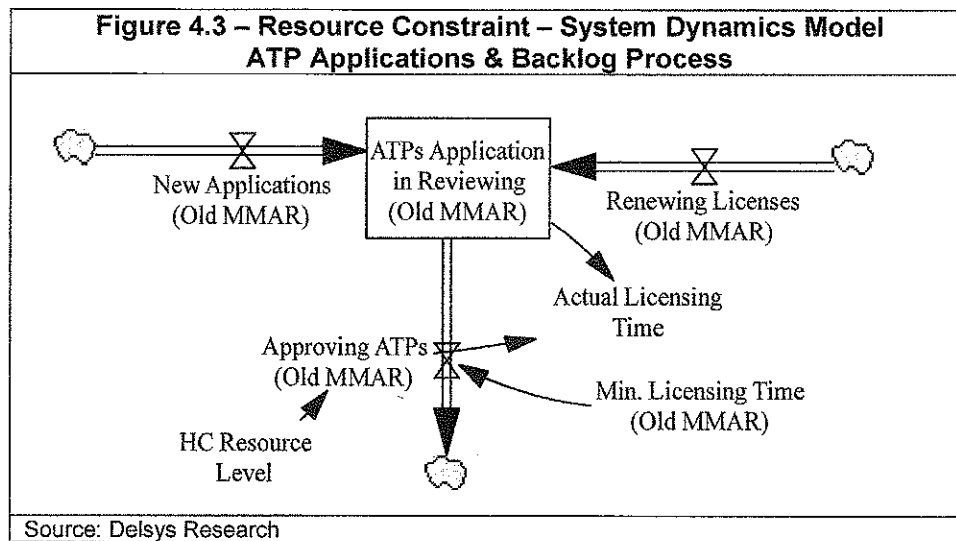 Figure 4.3 – Resource Constraint – System Dynamics Model
ATP Applications & Backlog Process
New Applications
(Old MMAR)
ATPs Application
in Reviewing
(Old MMAR)
Renewing Licenses
(Old MMAR)
Actual Licensing
Time
Approving ATPs
(Old MMAR)
Min. Licensing Time
(Old MMAR)
HC Resource
Level
Source: Delsys Research